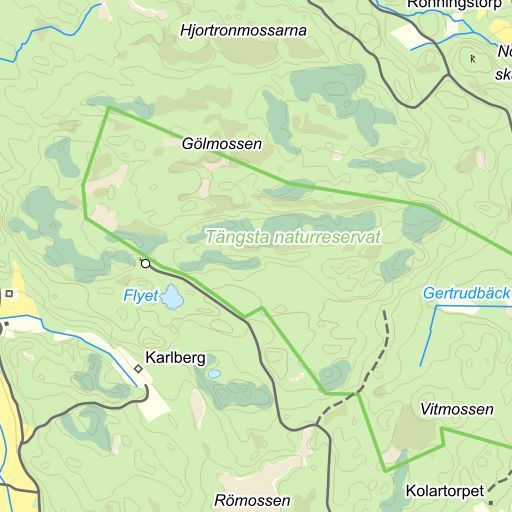 Rönningstorp
Hjortronmossarna
Gölmossen
Tängsta naturreservat
Flyet
Gertrudbäck
Karlberg
Vitmossen
Kolartorpet
Römossen